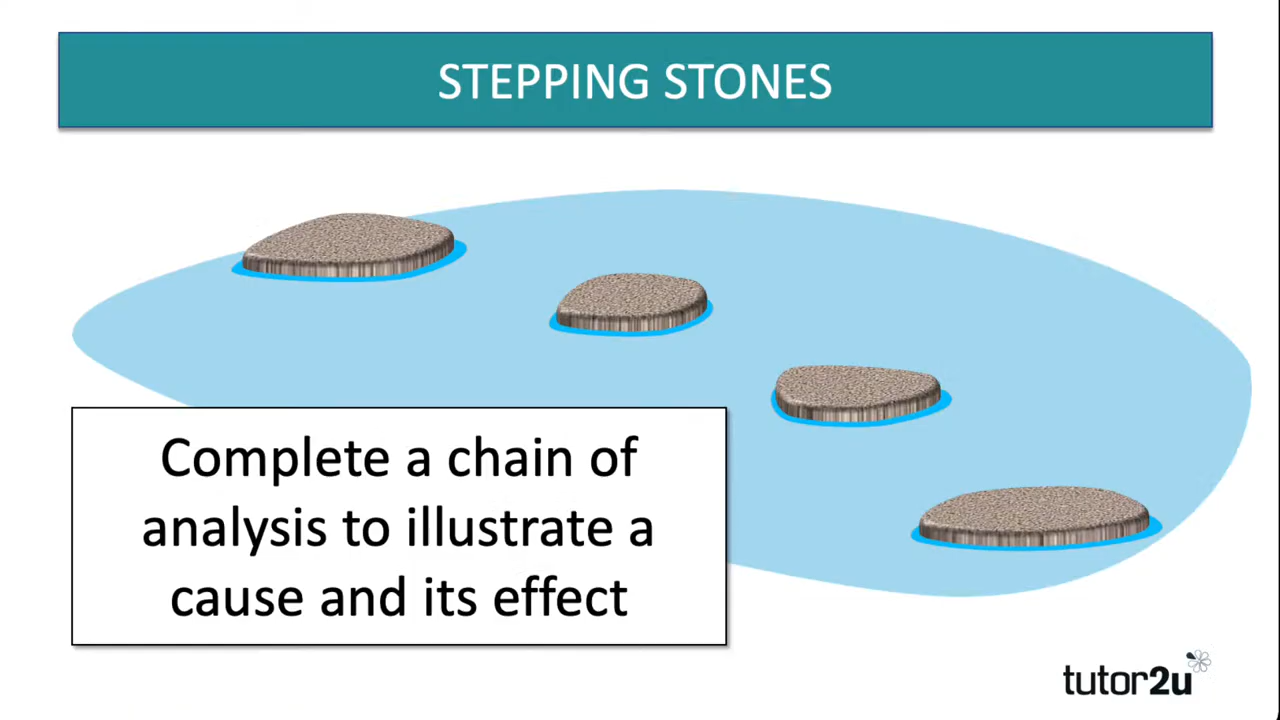 STEPPING STONES
Complete a chain of
analysis to illustrate a
cause and its effect
tutor2u